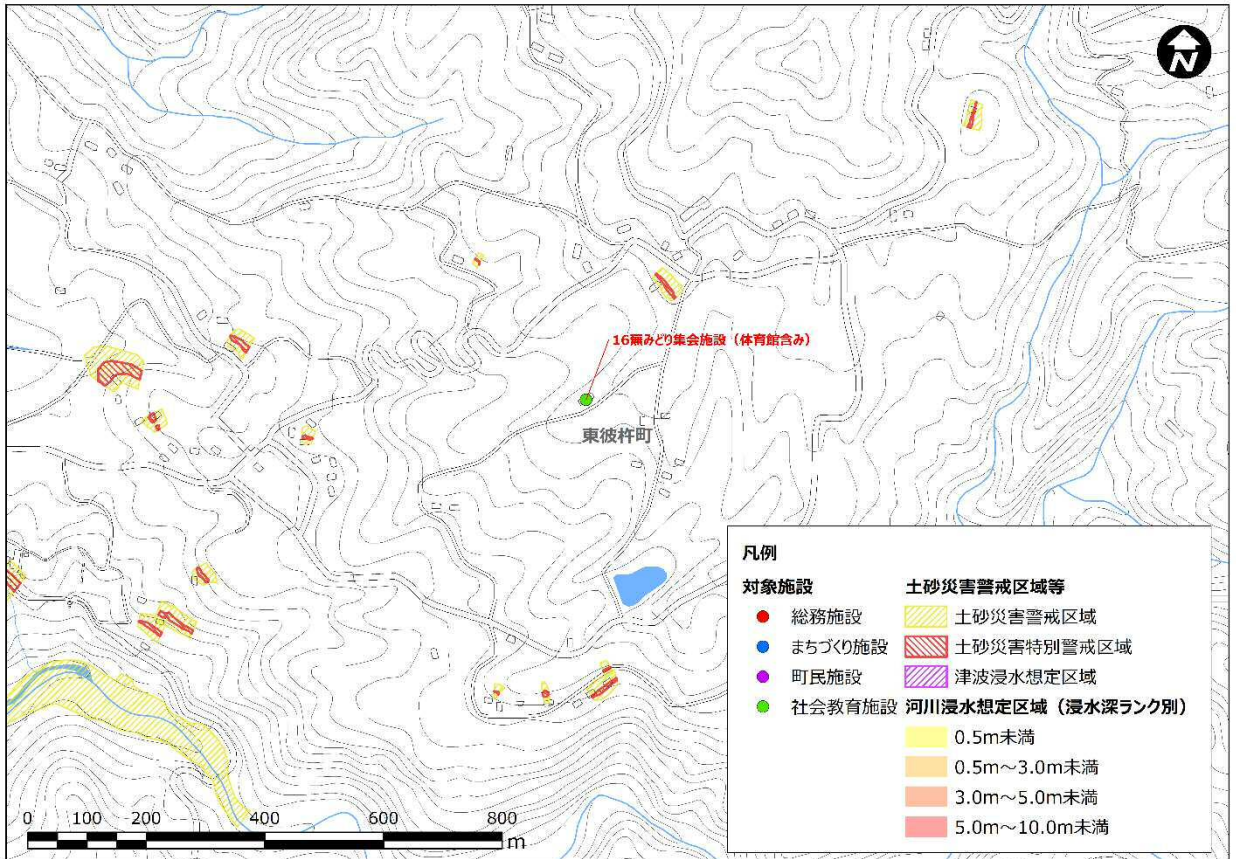 N
16蕪みどり集会施設（体育館含み）
東彼杵町
凡例
対象施設
総務施設
まちづくり施設
町民施設
社会教育施設
土砂災害警戒区域等
土砂災害警戒区域
土砂災害特別警戒区域
津波浸水想定区域
河川浸水想定区域（浸水深ランク別）
0.5m未満
0.5m～3.0m未満
3.0m～5.0m未満
5.0m～10.0m未満
0 100 200 400 600 800
m